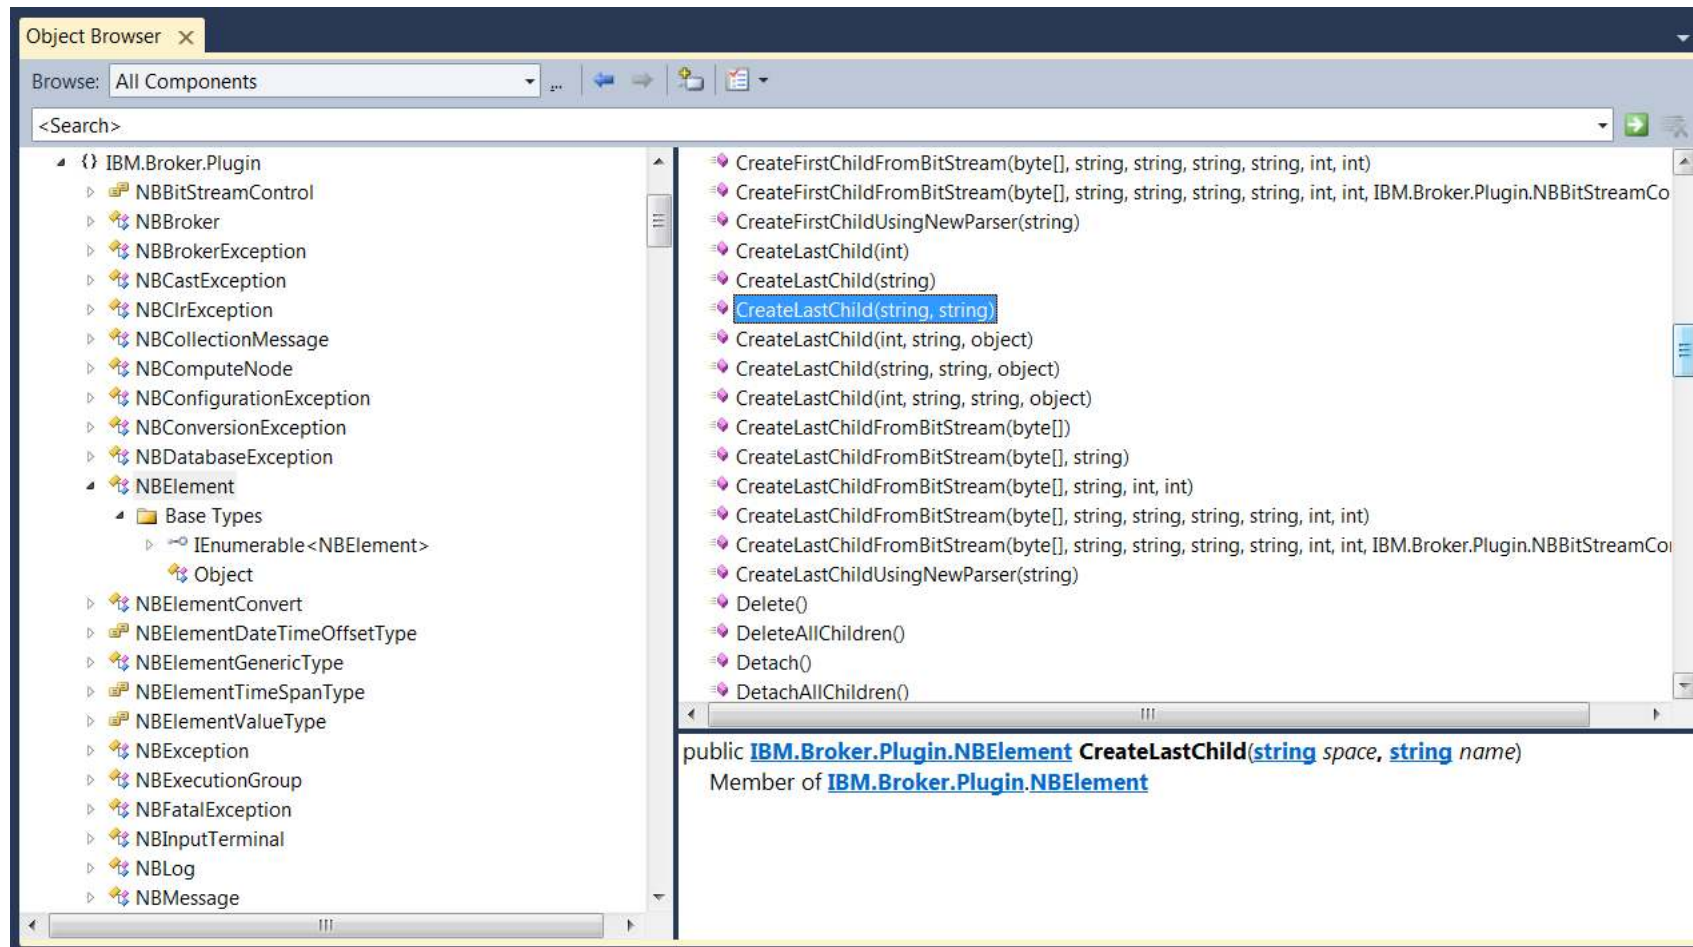 Object Browser
Browse: All Components
<Search>
{} IBM.Broker.Plugin
NBBitStreamControl
NBBroker
NBBrokerException
NBCastException
NBClrException
NBCollectionMessage
NBComputeNode
NBConfigurationException
NBConversionException
NBDatabaseException
NBElement
Base Types
IEnumerable<NBElement>
Object
NBElementConvert
NBElementDateTimeOffsetType
NBElementGenericType
NBElementTimeSpanType
NBElementValueType
NBException
NBExecutionGroup
NBFatalException
NBInputTerminal
NBLog
NBMessage
CreateFirstChildFromBitStream(byte[], string, string, string, string, int, int)
CreateFirstChildFromBitStream(byte[], string, string, string, string, int, int, IBM.Broker.Plugin.NBBitStreamCo
CreateFirstChildUsingNewParser(string)
CreateLastChild(int)
CreateLastChild(string)
CreateLastChild(string, string)
CreateLastChild(int, string, object)
CreateLastChild(string, string, object)
CreateLastChild(int, string, string, object)
CreateLastChildFromBitStream(byte[])
CreateLastChildFromBitStream(byte[], string)
CreateLastChildFromBitStream(byte[], string, int, int)
CreateLastChildFromBitStream(byte[], string, string, string, string, int, int)
CreateLastChildFromBitStream(byte[], string, string, string, string, int, int, IBM.Broker.Plugin.NBBitStreamCo
CreateLastChildUsingNewParser(string)
Delete()
DeleteAllChildren()
Detach()
DetachAllChildren()
public IBM.Broker.Plugin.NBElement CreateLastChild(string space, string name)
Member of IBM.Broker.Plugin.NBElement